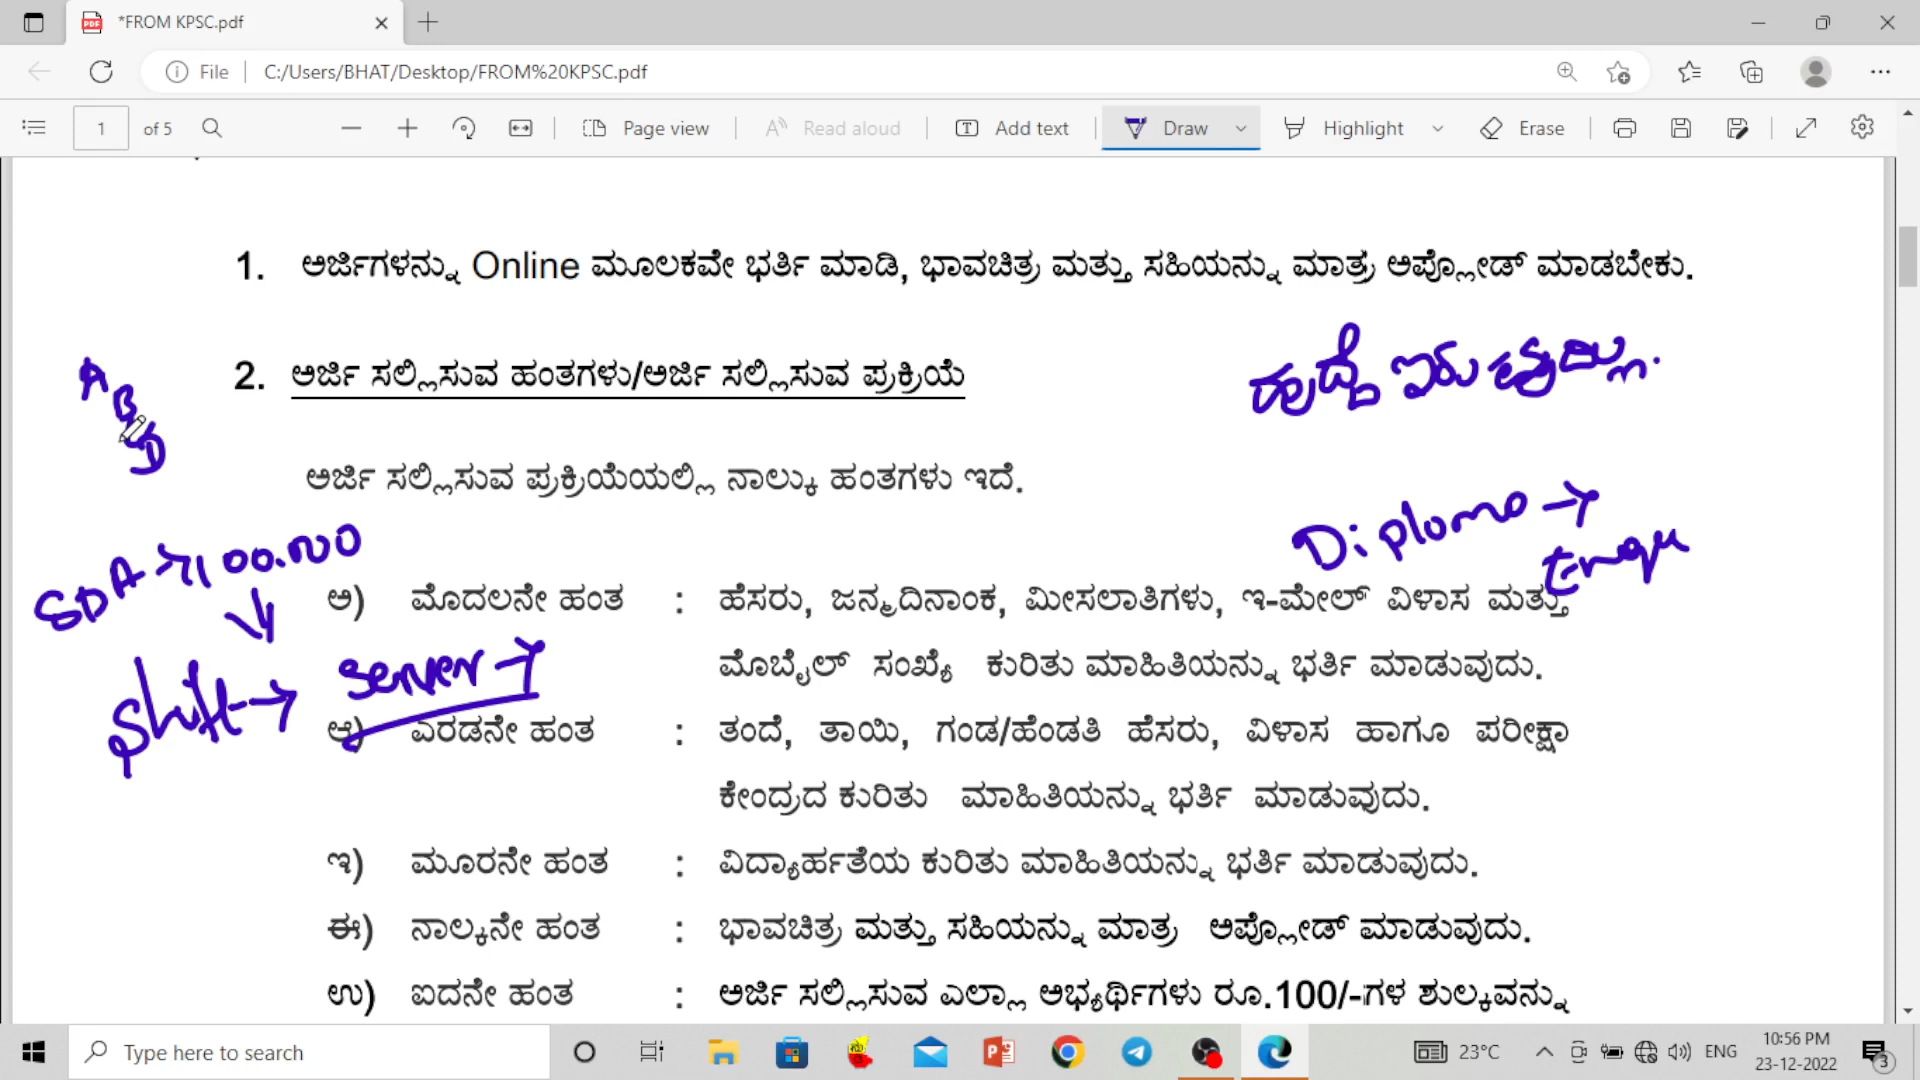 *FROM KPSC.pdf
File C:/Users/BHAT/Desktop/FROM%20KPSC.pdf
1 of 5 Page view Read aloud Add text Draw Highlight Erase
1. ಅರ್ಜಿಗಳನ್ನು Online ಮೂಲಕವೇ ಭರ್ತಿ ಮಾಡಿ, ಭಾವಚಿತ್ರ ಮತ್ತು ಸಹಿಯನ್ನು ಮಾತ್ರ ಅಪ್ಲೋಡ್ ಮಾಡಬೇಕು.
A
B
D
2. ಅರ್ಜಿ ಸಲ್ಲಿಸುವ ಹಂತಗಳು/ಅರ್ಜಿ ಸಲ್ಲಿಸುವ ಪ್ರಕ್ರಿಯೆ
ಹುದ್ದೆ ಇರುವುದಿಲ್ಲ.
ಅರ್ಜಿ ಸಲ್ಲಿಸುವ ಪ್ರಕ್ರಿಯೆಯಲ್ಲಿ ನಾಲ್ಕು ಹಂತಗಳು ಇದೆ.
Diploma →
SDA →
ಅ) ಮೊದಲನೇ ಹಂತ : ಹೆಸರು, ಜನ್ಮದಿನಾಂಕ, ಮೀಸಲಾತಿಗಳು, ಇ-ಮೇಲ್ ವಿಳಾಸ ಮತ್ತು
ಮೊಬೈಲ್ ಸಂಖ್ಯೆ ಕುರಿತು ಮಾಹಿತಿಯನ್ನು ಭರ್ತಿ ಮಾಡುವುದು.
Shift → server →
ಆ) ಎರಡನೇ ಹಂತ : ತಂದೆ, ತಾಯಿ, ಗಂಡ/ಹೆಂಡತಿ ಹೆಸರು, ವಿಳಾಸ ಹಾಗೂ ಪರೀಕ್ಷಾ
ಕೇಂದ್ರದ ಕುರಿತು ಮಾಹಿತಿಯನ್ನು ಭರ್ತಿ ಮಾಡುವುದು.
ಇ) ಮೂರನೇ ಹಂತ : ವಿದ್ಯಾರ್ಹತೆಯ ಕುರಿತು ಮಾಹಿತಿಯನ್ನು ಭರ್ತಿ ಮಾಡುವುದು.
ಈ) ನಾಲ್ಕನೇ ಹಂತ : ಭಾವಚಿತ್ರ ಮತ್ತು ಸಹಿಯನ್ನು ಮಾತ್ರ ಅಪ್ಲೋಡ್ ಮಾಡುವುದು.
ಉ) ಐದನೇ ಹಂತ : ಅರ್ಜಿ ಸಲ್ಲಿಸುವ ಎಲ್ಲಾ ಅಭ್ಯರ್ಥಿಗಳು ರೂ.100/-ಗಳ ಶುಲ್ಕವನ್ನು
Type here to search 23°C ENG 10:56 PM
23-12-2022
3